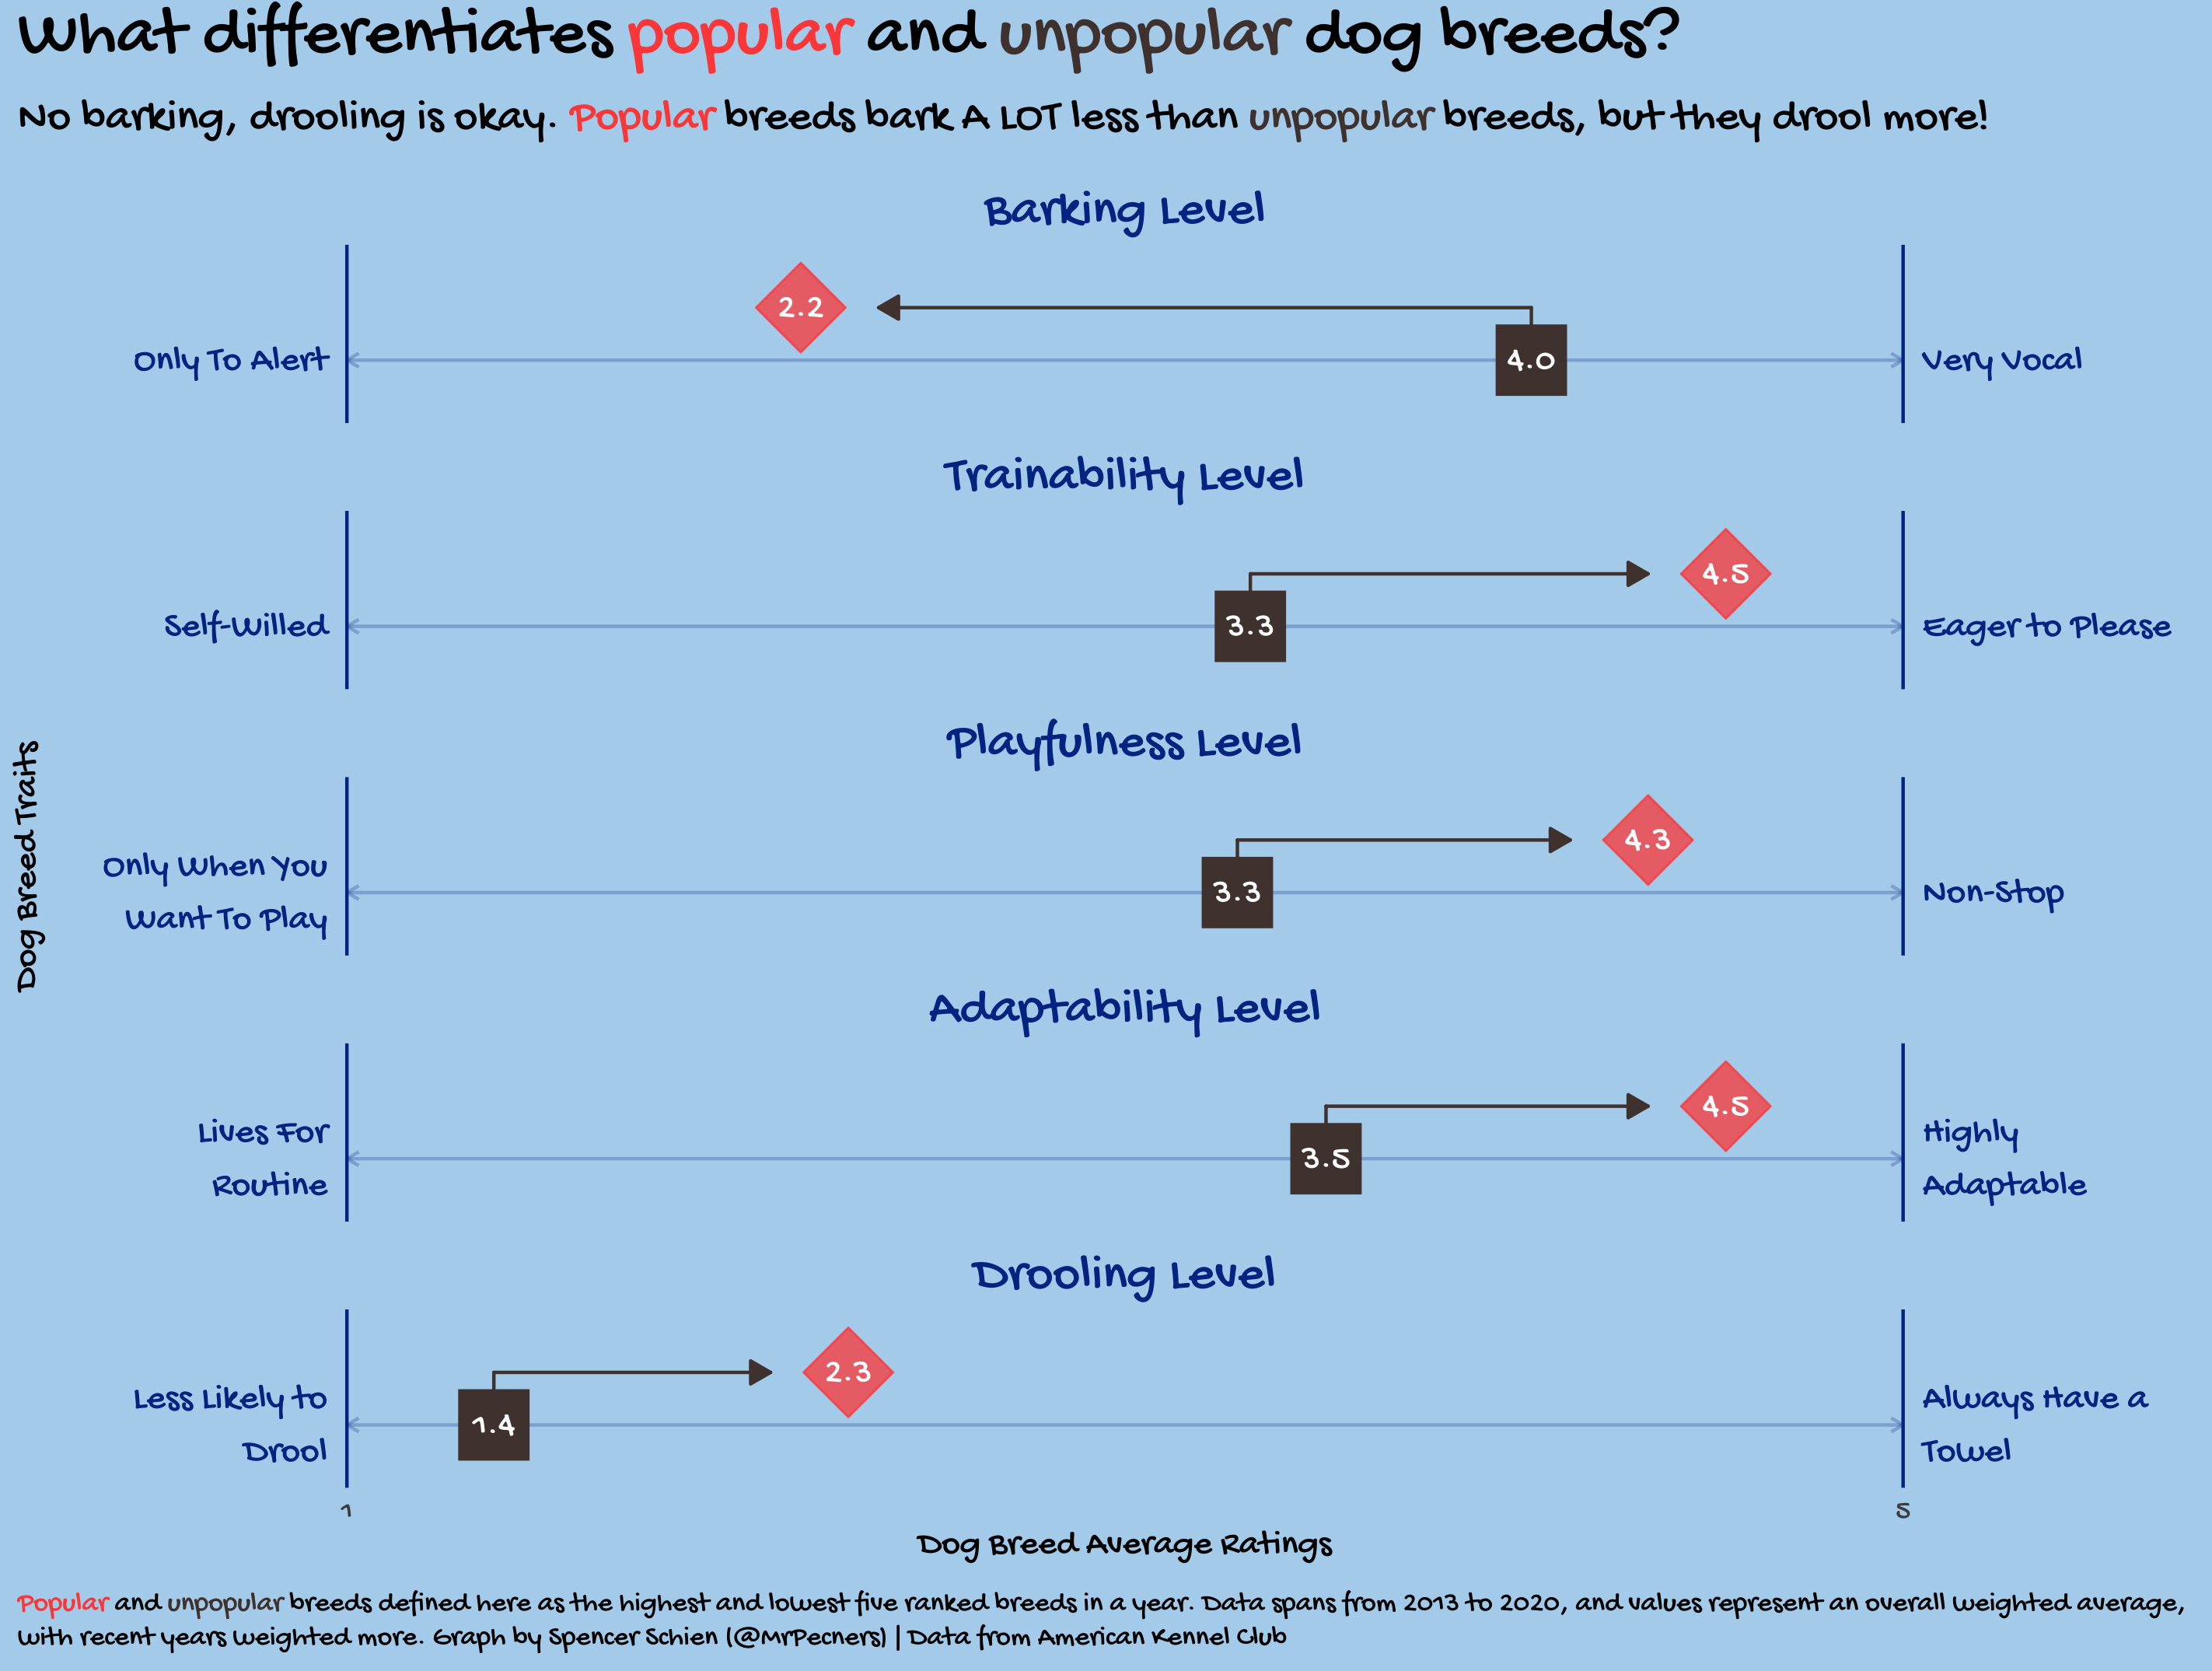 What differentiates popular and unpopular dog breeds?
No barking, drooling is okay. Popular breeds bark A LOT less than unpopular breeds, but they drool more!
Barking Level
2.2
Only To Alert
4.0
Very Vocal
Trainability Level
4.5
Self-Willed
3.3
Eager to Please
Playfulness Level
4.3
Only When You
Want To Play
3.3
Non-Stop
Dog Breed Traits
Adaptability Level
4.5
Lives For
Routine
3.5
Highly
Adaptable
Drooling Level
2.3
Less Likely to
Drool
1.4
Always Have a
Towel
1
5
Dog Breed Average Ratings
Popular and unpopular breeds defined here as the highest and lowest five ranked breeds in a year. Data spans from 2013 to 2020, and values represent an overall weighted average,
with recent years weighted more. Graph by Spencer Schien (@MrPecners) | Data from American Kennel Club